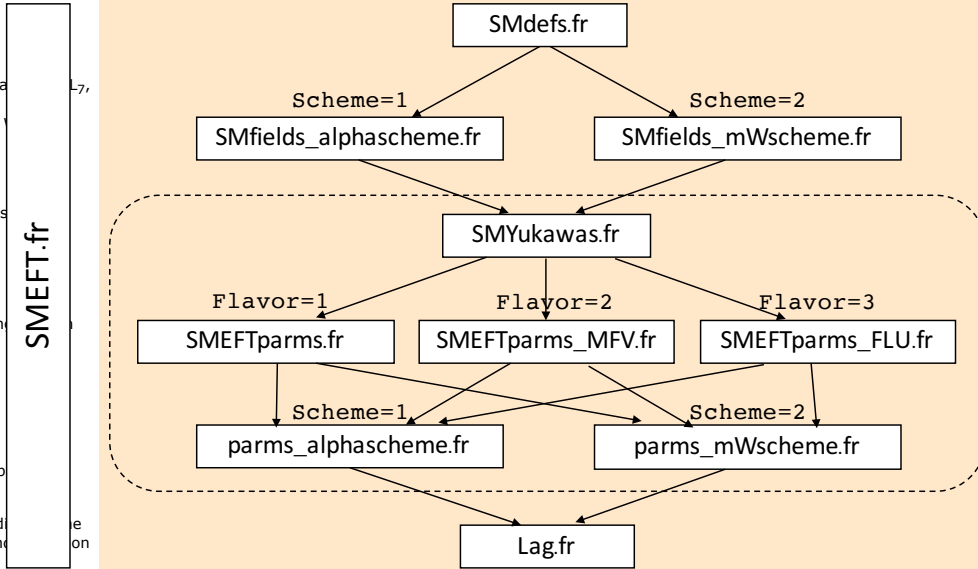 SMEFT.fr
SMdefs.fr
Scheme=1 Scheme=2
SMfields_alphascheme.fr SMfields_mWscheme.fr
SMYukawas.fr
Flavor=1 Flavor=2 Flavor=3
SMEFTparms.fr SMEFTparms_MFV.fr SMEFTparms_FLU.fr
Scheme=1 Scheme=2
parms_alphascheme.fr parms_mWscheme.fr
Lag.fr